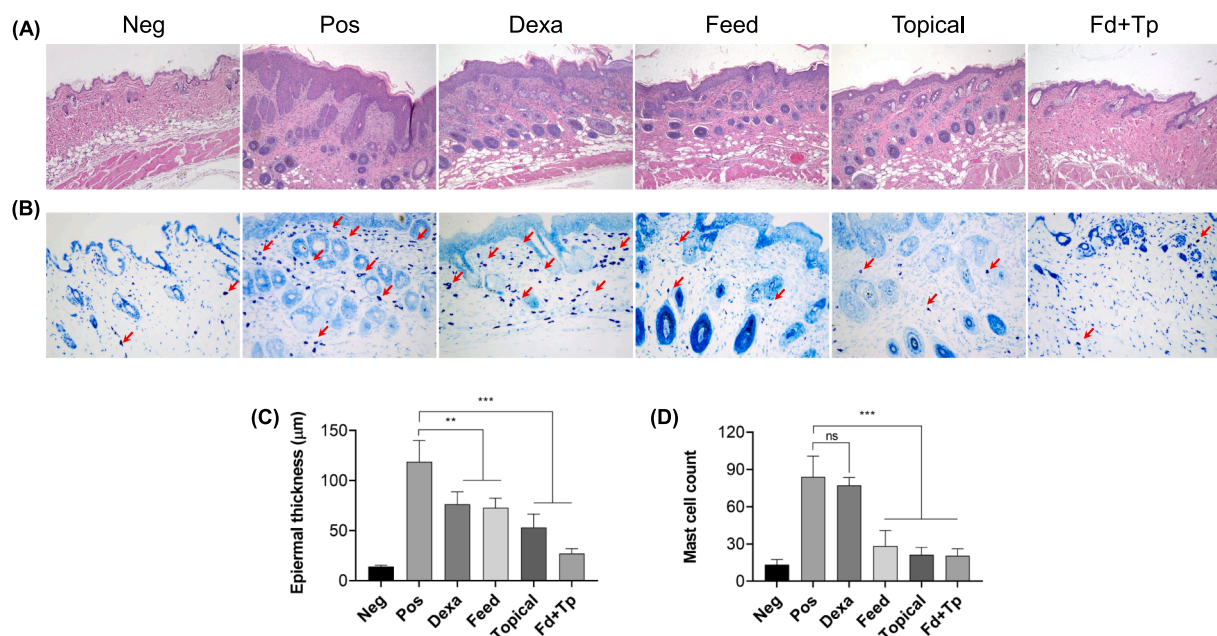 Neg Pos Dexa Feed Topical Fd+Tp
(A)
(B)
(C) (D)
Epiermal thickness (μm)
150
100
50
0
**
***
Neg Pos Dexa Feed Topical Fd+Tp
Mast cell count
120
90
60
30
0
ns
***
Neg Pos Dexa Feed Topical Fd+Tp